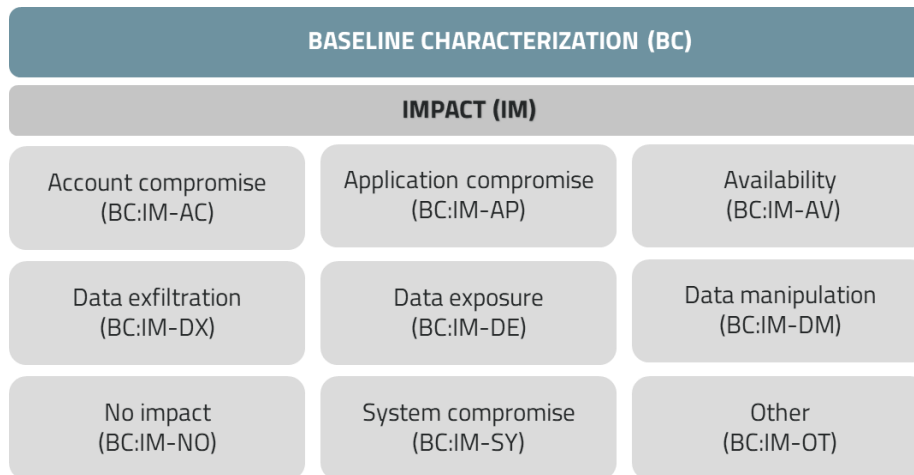 BASELINE CHARACTERIZATION (BC)
IMPACT (IM)
Account compromise
(BC:IM-AC)
Application compromise
(BC:IM-AP)
Availability
(BC:IM-AV)
Data exfiltration
(BC:IM-DX)
Data exposure
(BC:IM-DE)
Data manipulation
(BC:IM-DM)
No impact
(BC:IM-NO)
System compromise
(BC:IM-SY)
Other
(BC:IM-OT)